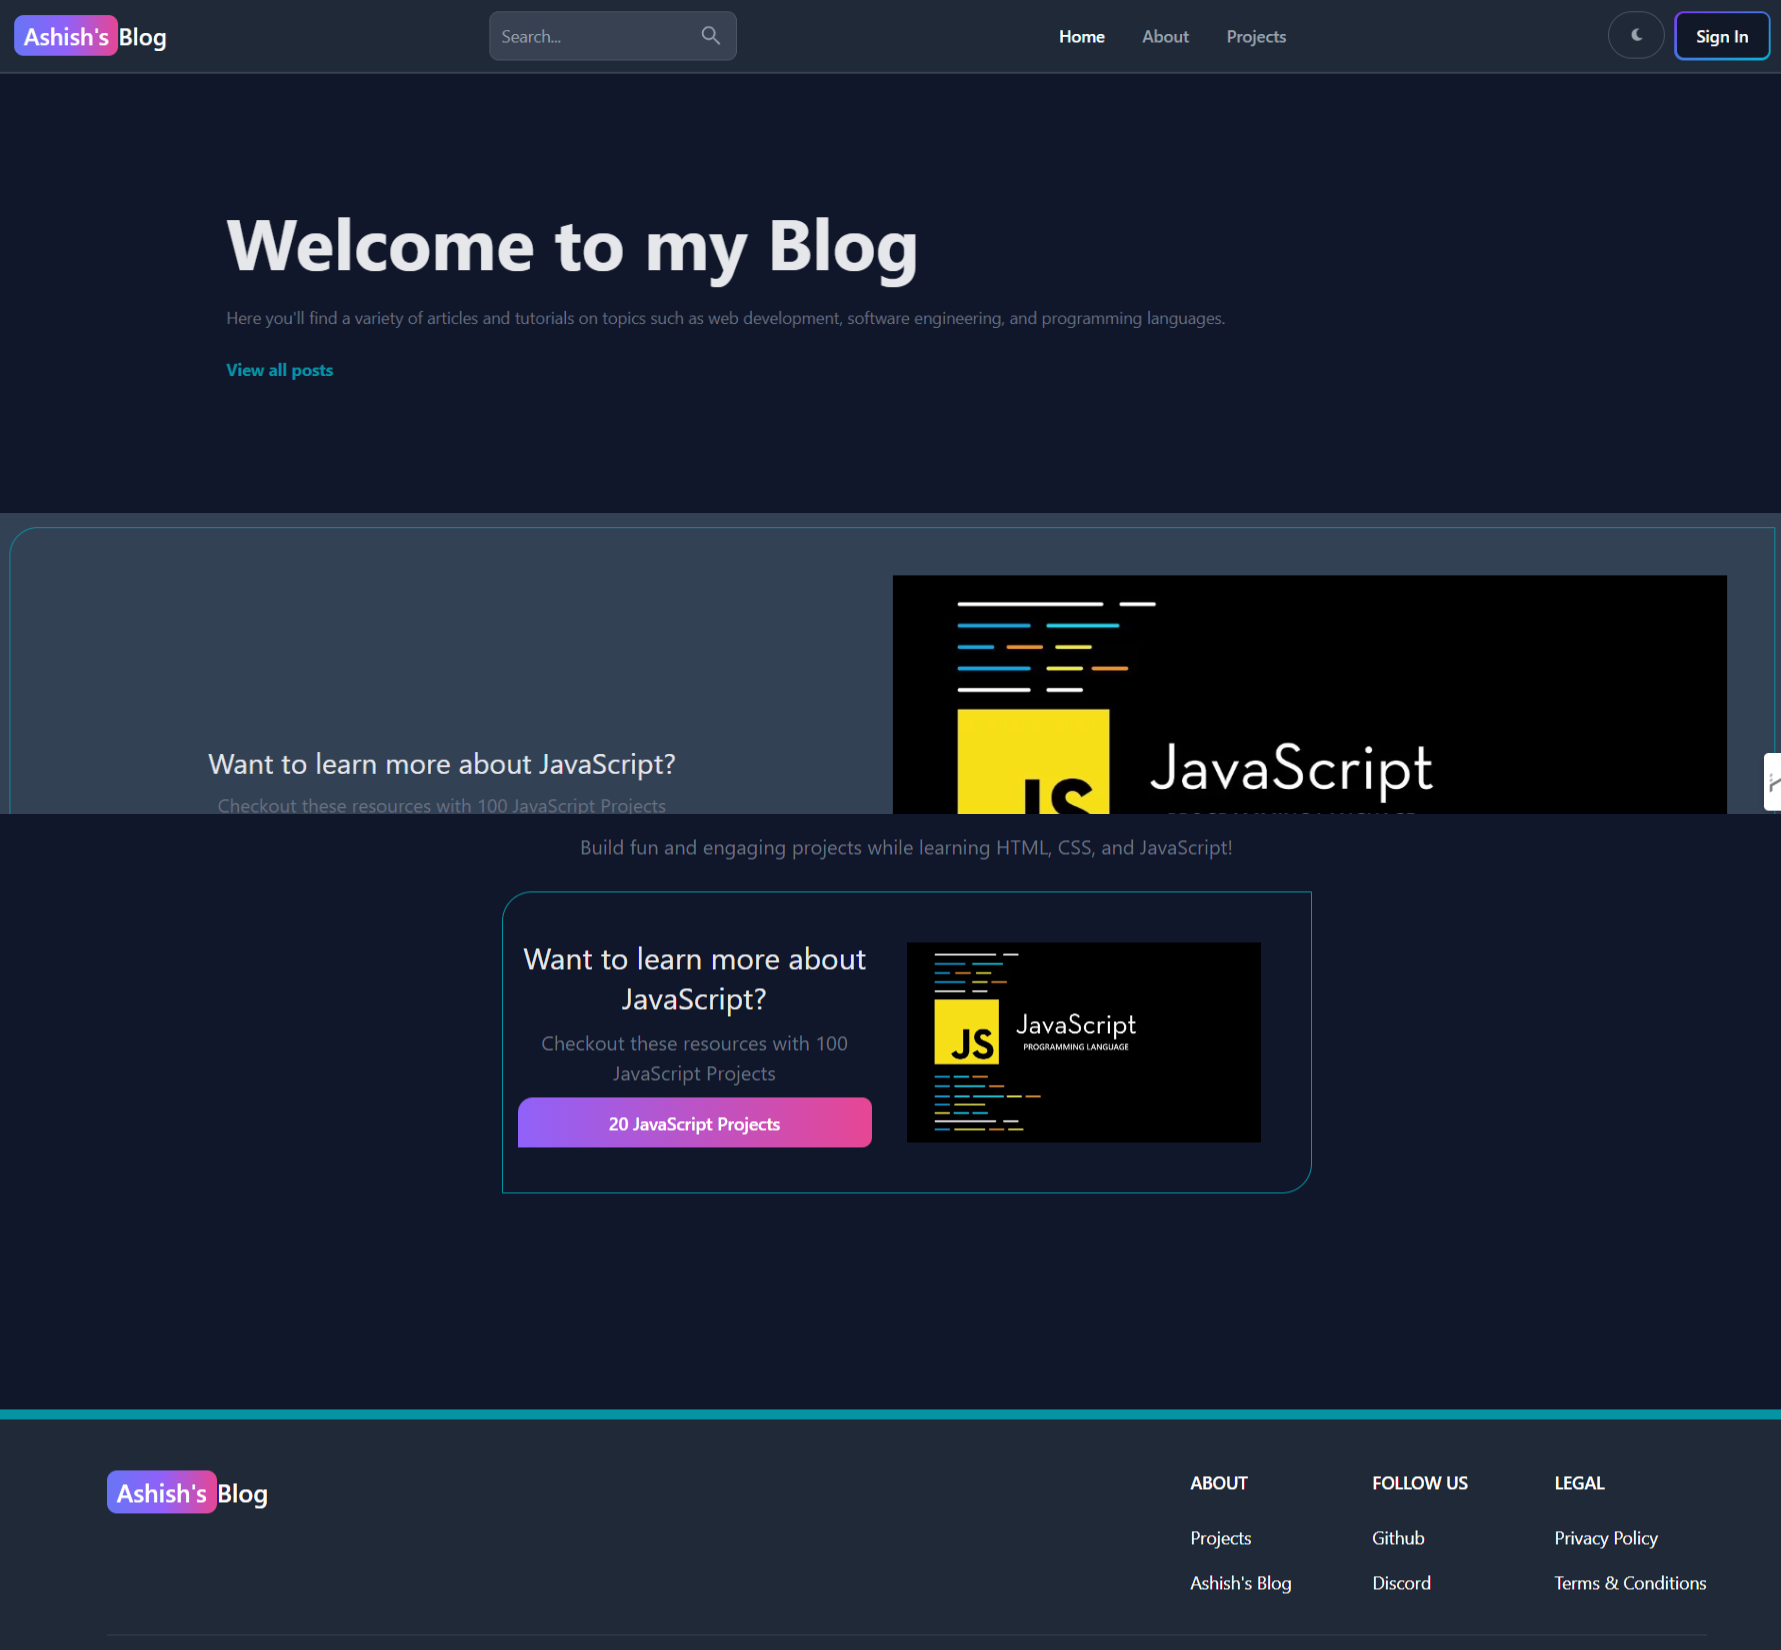 Ashish's Blog
Search...
Home
About
Projects
Sign In
Welcome to my Blog
Here you'll find a variety of articles and tutorials on topics such as web development, software engineering, and programming languages.
View all posts
Want to learn more about JavaScript?
Checkout these resources with 100 JavaScript Projects
JS
JavaScript
Build fun and engaging projects while learning HTML, CSS, and JavaScript!
Want to learn more about
JavaScript?
Checkout these resources with 100
JavaScript Projects
20 JavaScript Projects
JS
JavaScript
PROGRAMMING LANGUAGE
Ashish's Blog
ABOUT
Projects
Ashish's Blog
FOLLOW US
Github
Discord
LEGAL
Privacy Policy
Terms & Conditions